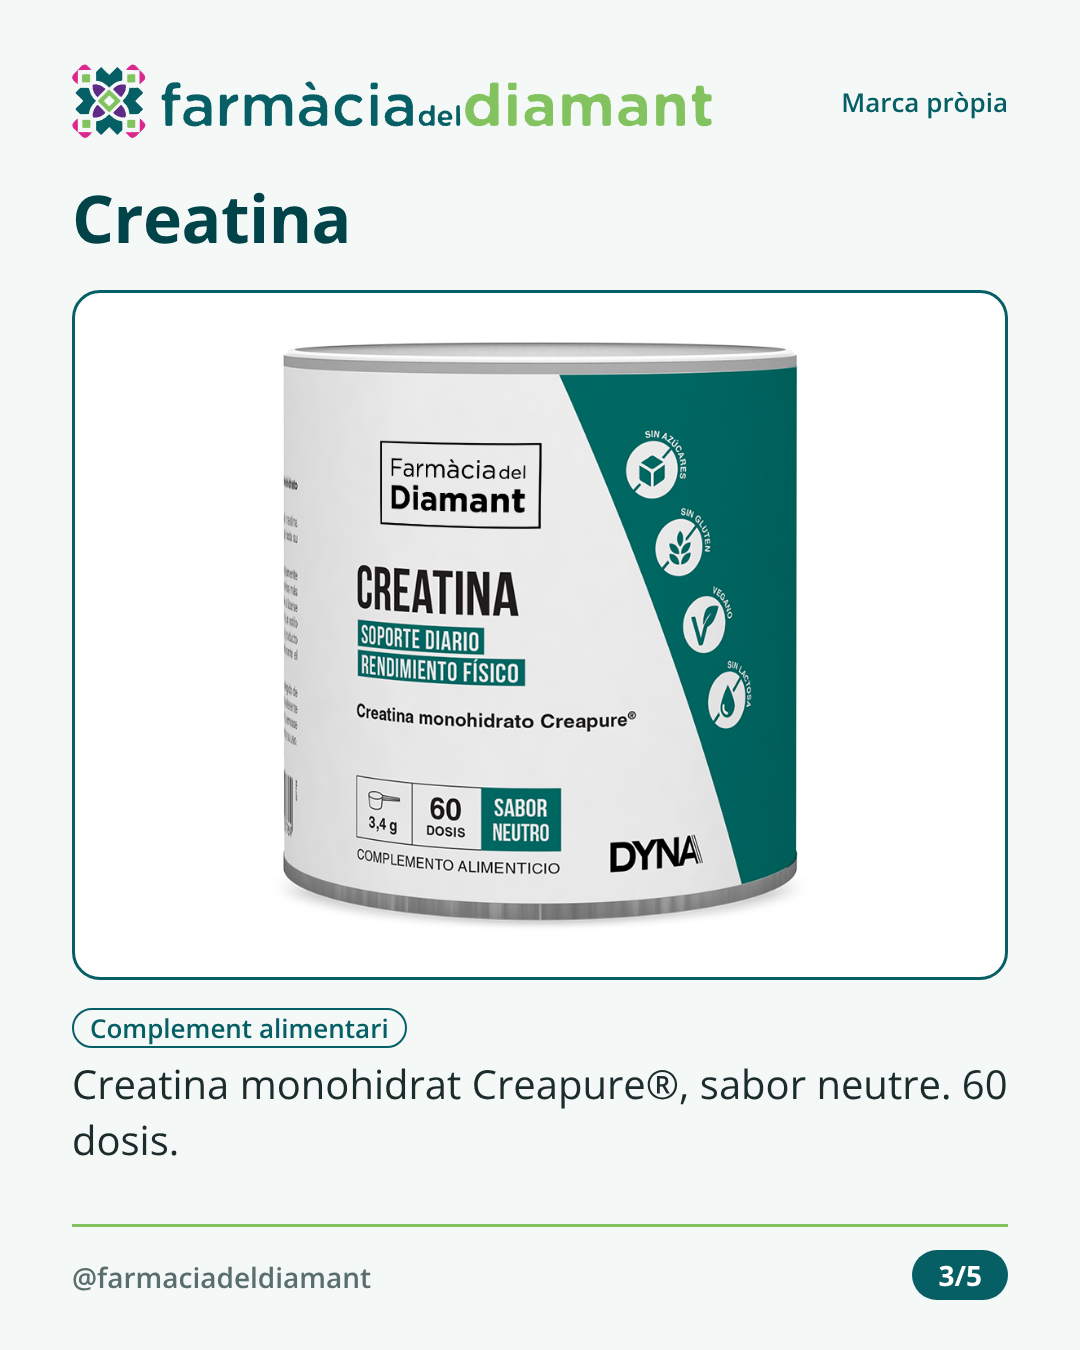 farmàciadeldiamant
Marca pròpia
Creatina
SIN AZÚCARES
SIN GLUTEN
VEGANO
SIN LACTOSA
Farmàcia del
Diamant
CREATINA
SOPORTE DIARIO
RENDIMIENTO FÍSICO
Creatina monohidrato Creapure®
3,4 g
60
DOSIS
SABOR
NEUTRO
COMPLEMENTO ALIMENTICIO
DYNA
Complement alimentari
Creatina monohidrat Creapure®, sabor neutre. 60
dosis.
@farmaciadeldiamant
3/5